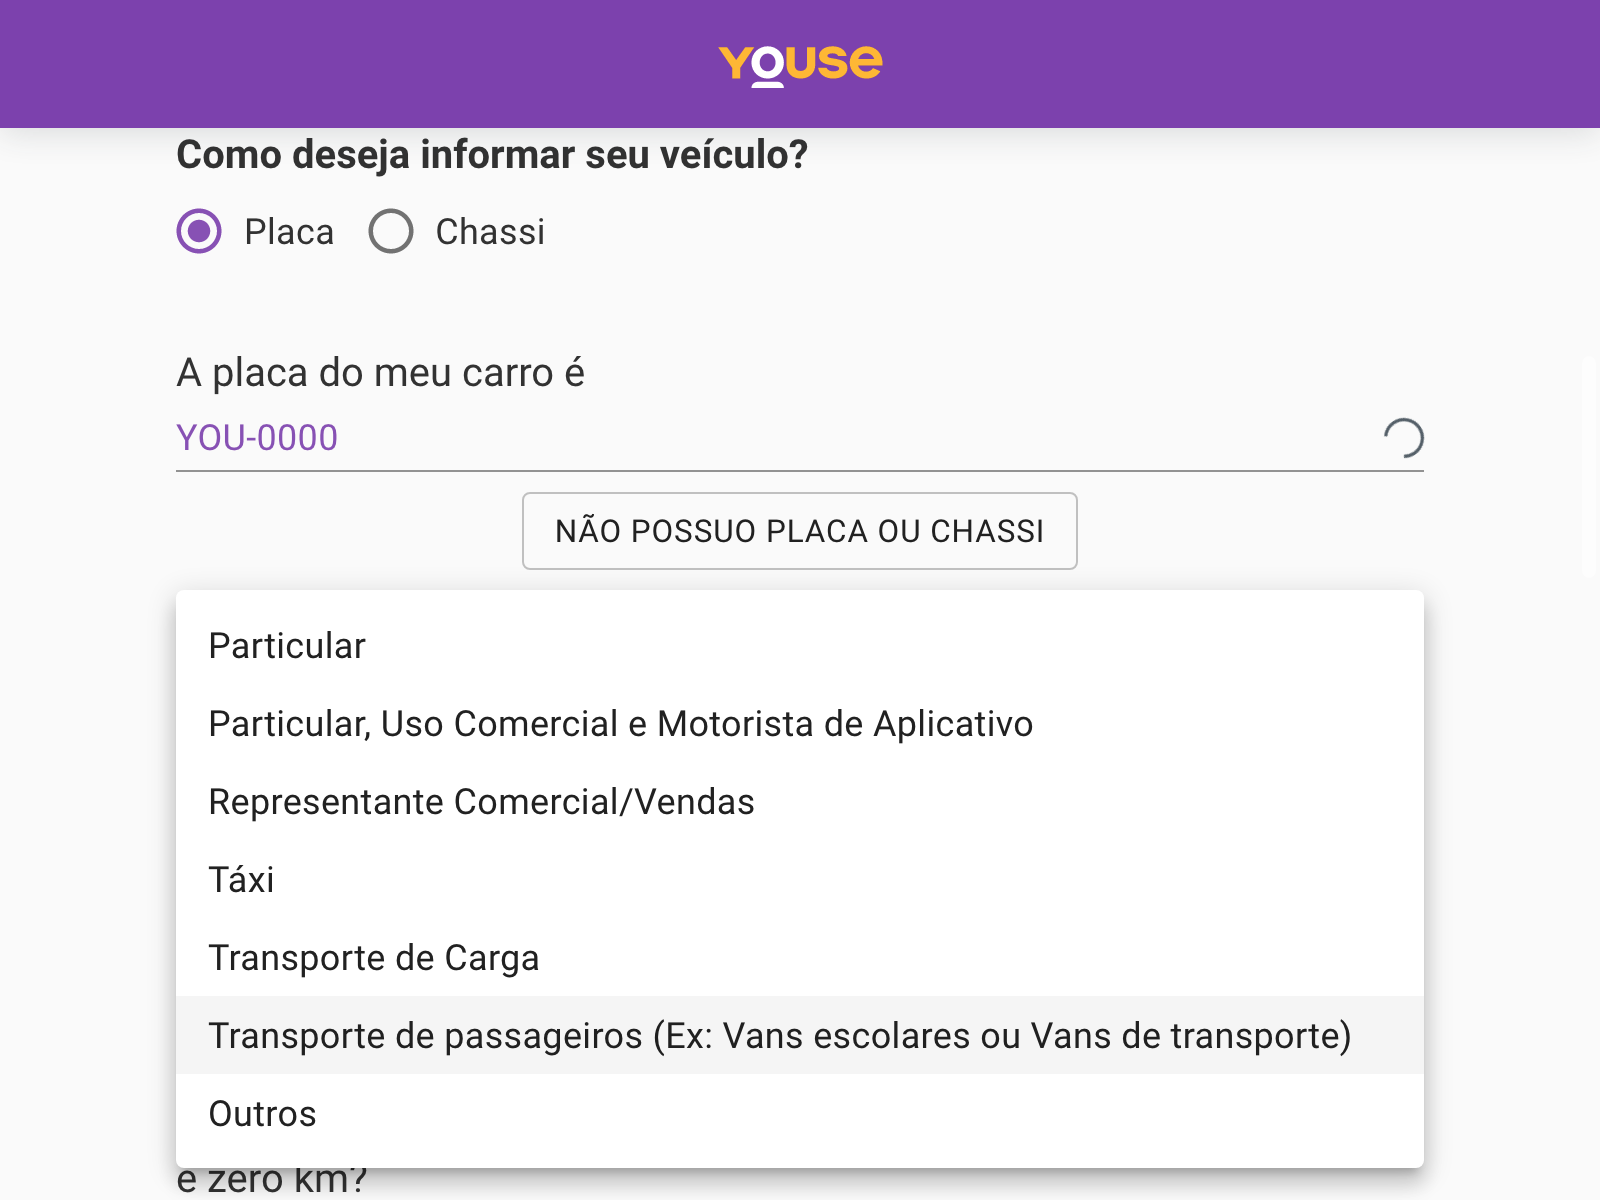 YOUSE
Como deseja informar seu veículo?
Placa Chassi
A placa do meu carro é
YOU-0000
NÃO POSSUO PLACA OU CHASSI
Particular
Particular, Uso Comercial e Motorista de Aplicativo
Representante Comercial/Vendas
Táxi
Transporte de Carga
Transporte de passageiros (Ex: Vans escolares ou Vans de transporte)
Outros
e zero km?